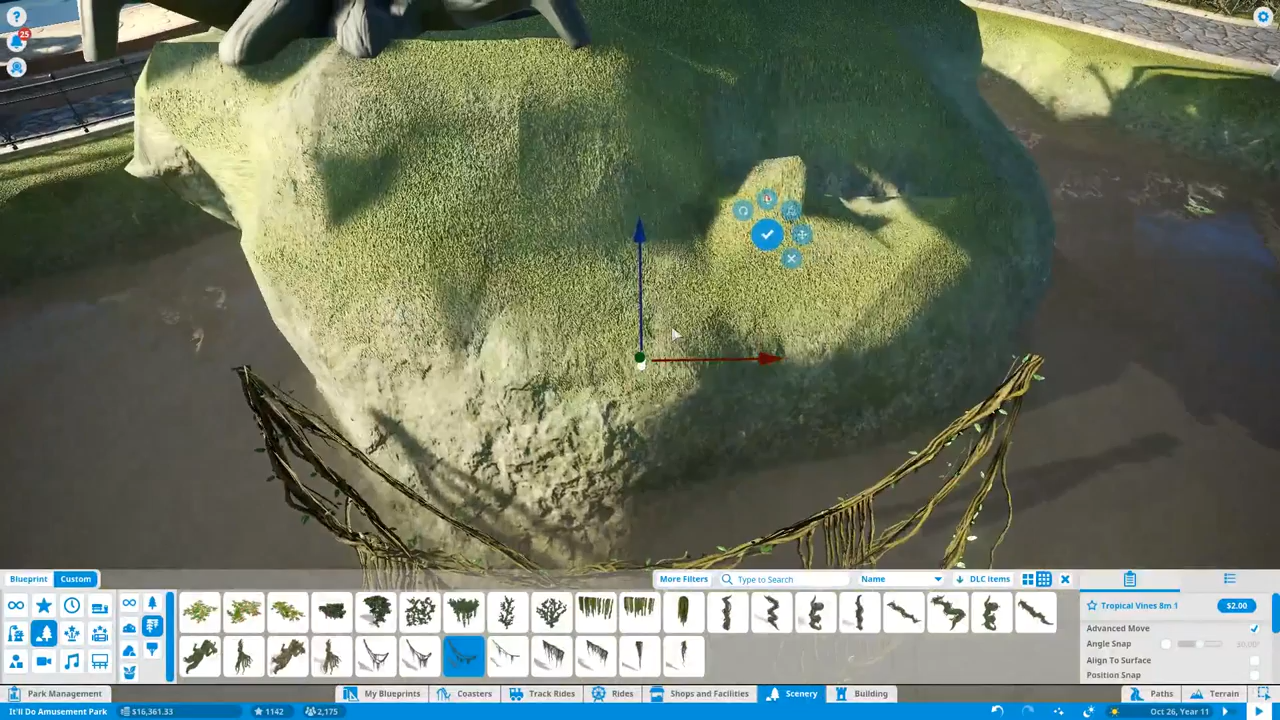 25
Blueprint
Custom
More Filters
Type to Search
Name
DLC items
Tropical Vines 8m 1
$2.00
Advanced Move
Angle Snap
Align To Surface
Position Snap
Park Management
My Blueprints
Coasters
Track Rides
Rides
Shops and Facilities
Scenery
Building
Paths
Terrain
It'll Do Amusement Park
$16,361.33
1142
2,175
Oct 26, Year 11